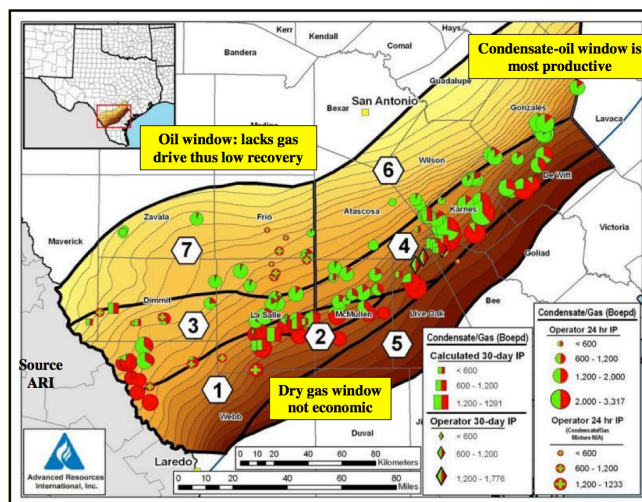 Kerr
Kendall
Hays
Bandera
Comal
Condensate-oil window is
most productive
Guadalupe
San Antonio
Bexar
Gonzales
Lavaca
Oil window: lacks gas
drive thus low recovery
Wilson
De Witt
6
Zavala
Frio
Atascosa
Karnes
Maverick
Victoria
7
4
Goliad
Dimmit
Bee
La Salle
McMullen
Live Oak
3
2
5
Source
ARI
1
Dry gas window
not economic
Webb
Duval
Laredo
Condensate/Gas (Boepd)
Calculated 30-day IP
< 600
600 - 1,200
1,200 - 1291
Operator 30-day IP
< 600
600 - 1,200
1,200 - 1,776
Condensate/Gas (Boepd)
Operator 24 hr IP
< 600
600 - 1,200
1,200 - 2,000
2,000 - 3,317
Operator 24 hr IP
(Condensate/Gas
Mixture N/A)
< 600
600 - 1,200
1,200 - 1233
Advanced Resources
International, Inc.
0 10 20 40 60 80
Kilometers
0 10 20 40 60 80
Miles